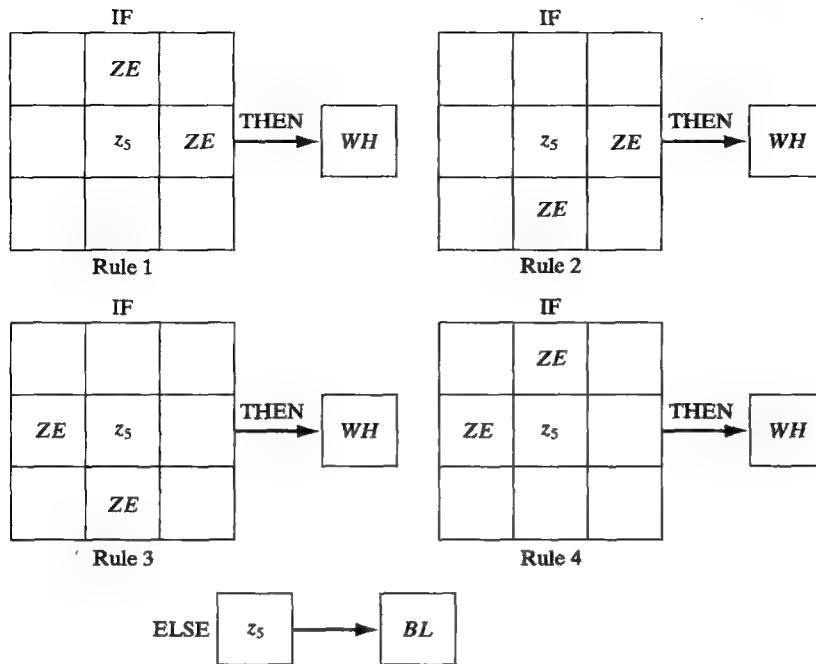 IF
ZE
z5 ZE THEN WH
Rule 1
IF
z5 ZE THEN WH
ZE
Rule 2
IF
ZE z5 THEN WH
ZE
Rule 3
IF
ZE
ZE z5 THEN WH
Rule 4
ELSE z5 BL